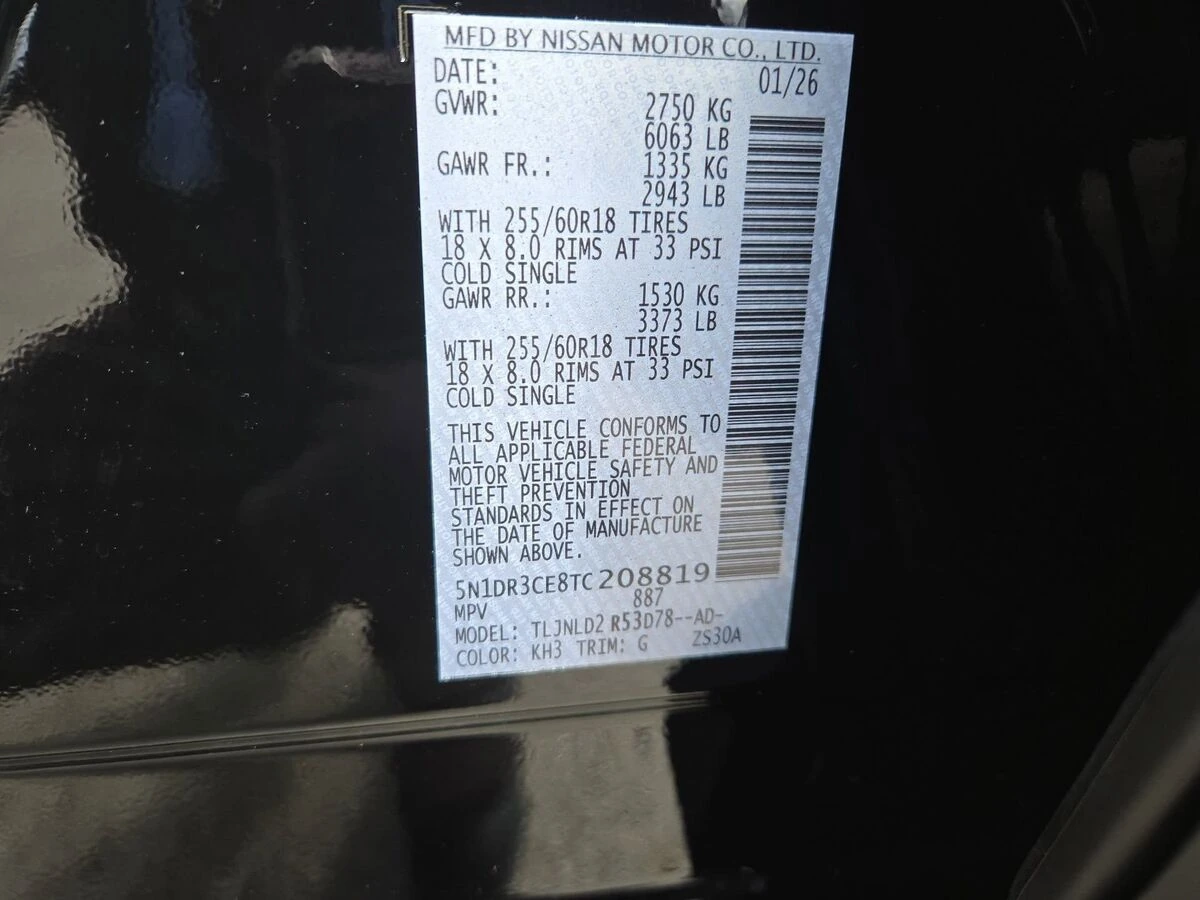 MFD BY NISSAN MOTOR CO., LTD.
DATE: 01/26
GVWR: 2750 KG
6063 LB
GAWR FR.: 1335 KG
2943 LB
WITH 255/60R18 TIRES
18 X 8.0 RIMS AT 33 PSI
COLD SINGLE
GAWR RR.: 1530 KG
3373 LB
WITH 255/60R18 TIRES
18 X 8.0 RIMS AT 33 PSI
COLD SINGLE
THIS VEHICLE CONFORMS TO
ALL APPLICABLE FEDERAL
MOTOR VEHICLE SAFETY AND
THEFT PREVENTION
STANDARDS IN EFFECT ON
THE DATE OF MANUFACTURE
SHOWN ABOVE.
5N1DR3CE8TC208819
MPV 887
MODEL: TLJNLD2 R53D78--AD-
COLOR: KH3 TRIM: G ZS30A